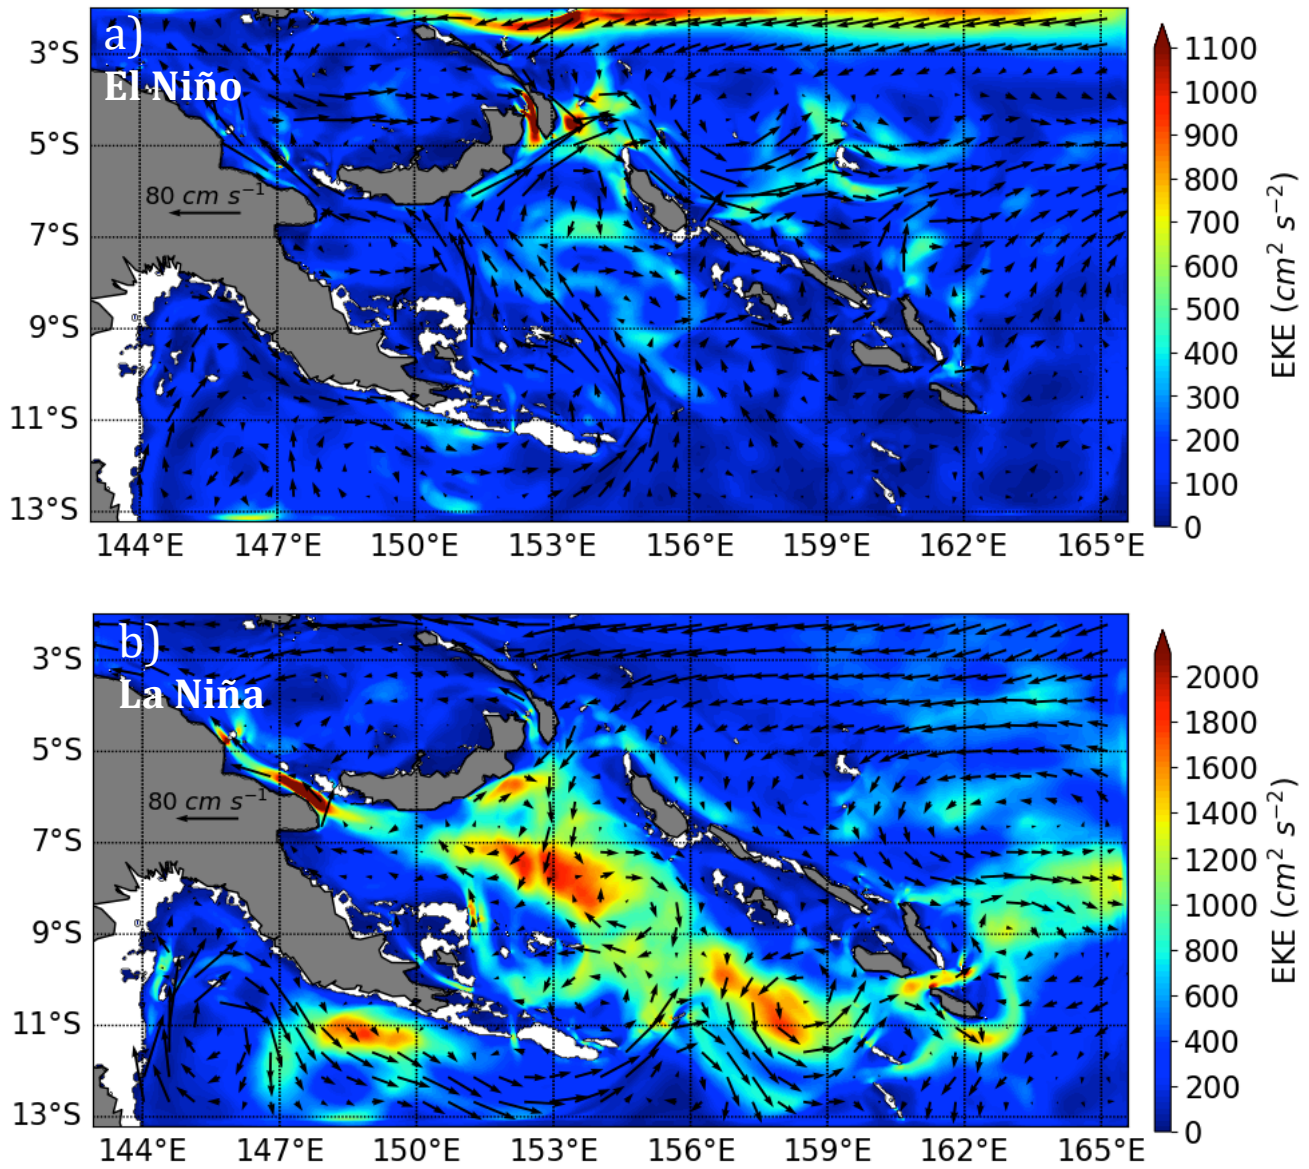 a)
El Niño
80 cm s⁻¹
3°S
5°S
7°S
9°S
11°S
13°S
144°E 147°E 150°E 153°E 156°E 159°E 162°E 165°E
1100
1000
900
800
700
600
500
400
300
200
100
0
EKE (cm² s⁻²)
b)
La Niña
80 cm s⁻¹
3°S
5°S
7°S
9°S
11°S
13°S
144°E 147°E 150°E 153°E 156°E 159°E 162°E 165°E
2000
1800
1600
1400
1200
1000
800
600
400
200
0
EKE (cm² s⁻²)